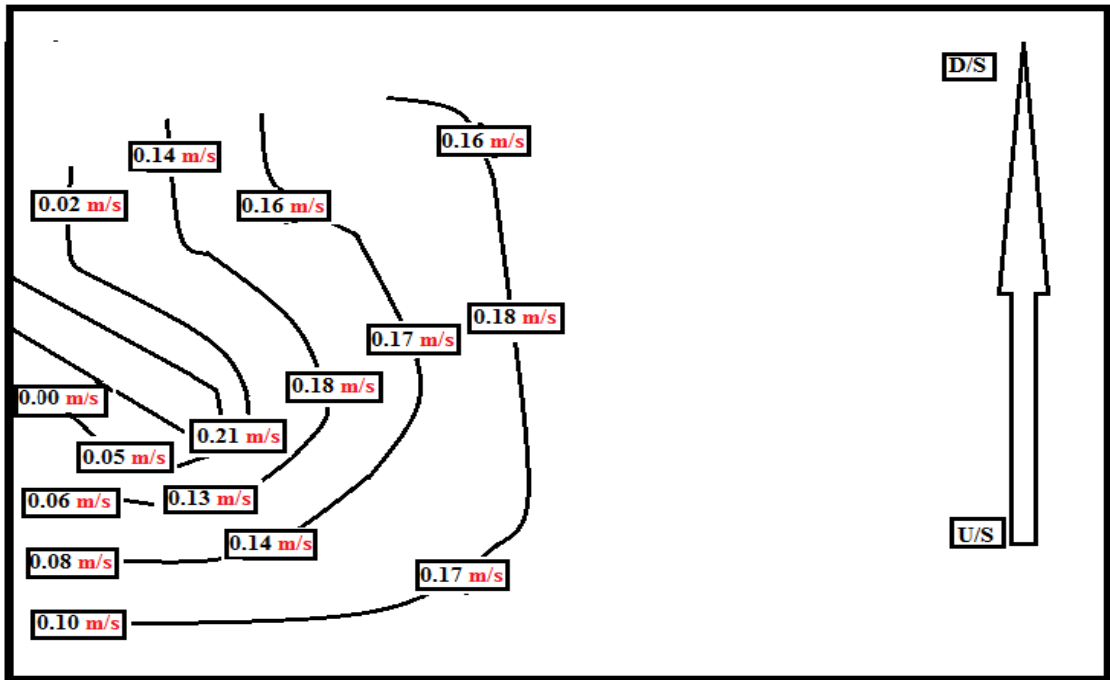 D/S
0.16 m/s
0.14 m/s
0.02 m/s
0.16 m/s
0.18 m/s
0.17 m/s
0.18 m/s
0.00 m/s
0.21 m/s
0.05 m/s
0.06 m/s
0.13 m/s
U/S
0.14 m/s
0.08 m/s
0.17 m/s
0.10 m/s